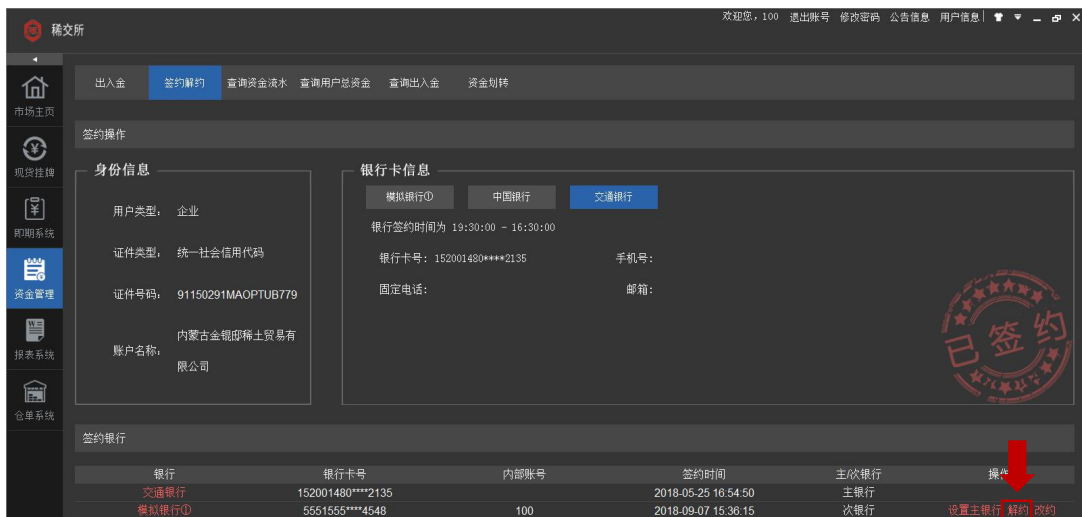 稀交所
欢迎您，100 退出账号 修改密码 公告信息 用户信息
出入金 签约解约 查询资金流水 查询用户总资金 查询出入金 资金划转
市场主页
现货挂牌
即期系统
资金管理
报表系统
仓单系统
签约操作
身份信息
用户类型： 企业
证件类型： 统一社会信用代码
证件号码： 91150291MAOPTUB779
账户名称： 内蒙古金锟邸稀土贸易有
限公司
银行卡信息
模拟银行① 中国银行 交通银行
银行签约时间为 19:30:00 - 16:30:00
银行卡号：152001480****2135 手机号：
固定电话： 邮箱：
已签约
签约银行
银行 银行卡号 内部账号 签约时间 主/次银行 操
交通银行 152001480****2135 2018-05-25 16:54:50 主银行
模拟银行① 5551555****4548 100 2018-09-07 15:36:15 次银行 设置主银行 解约 改约